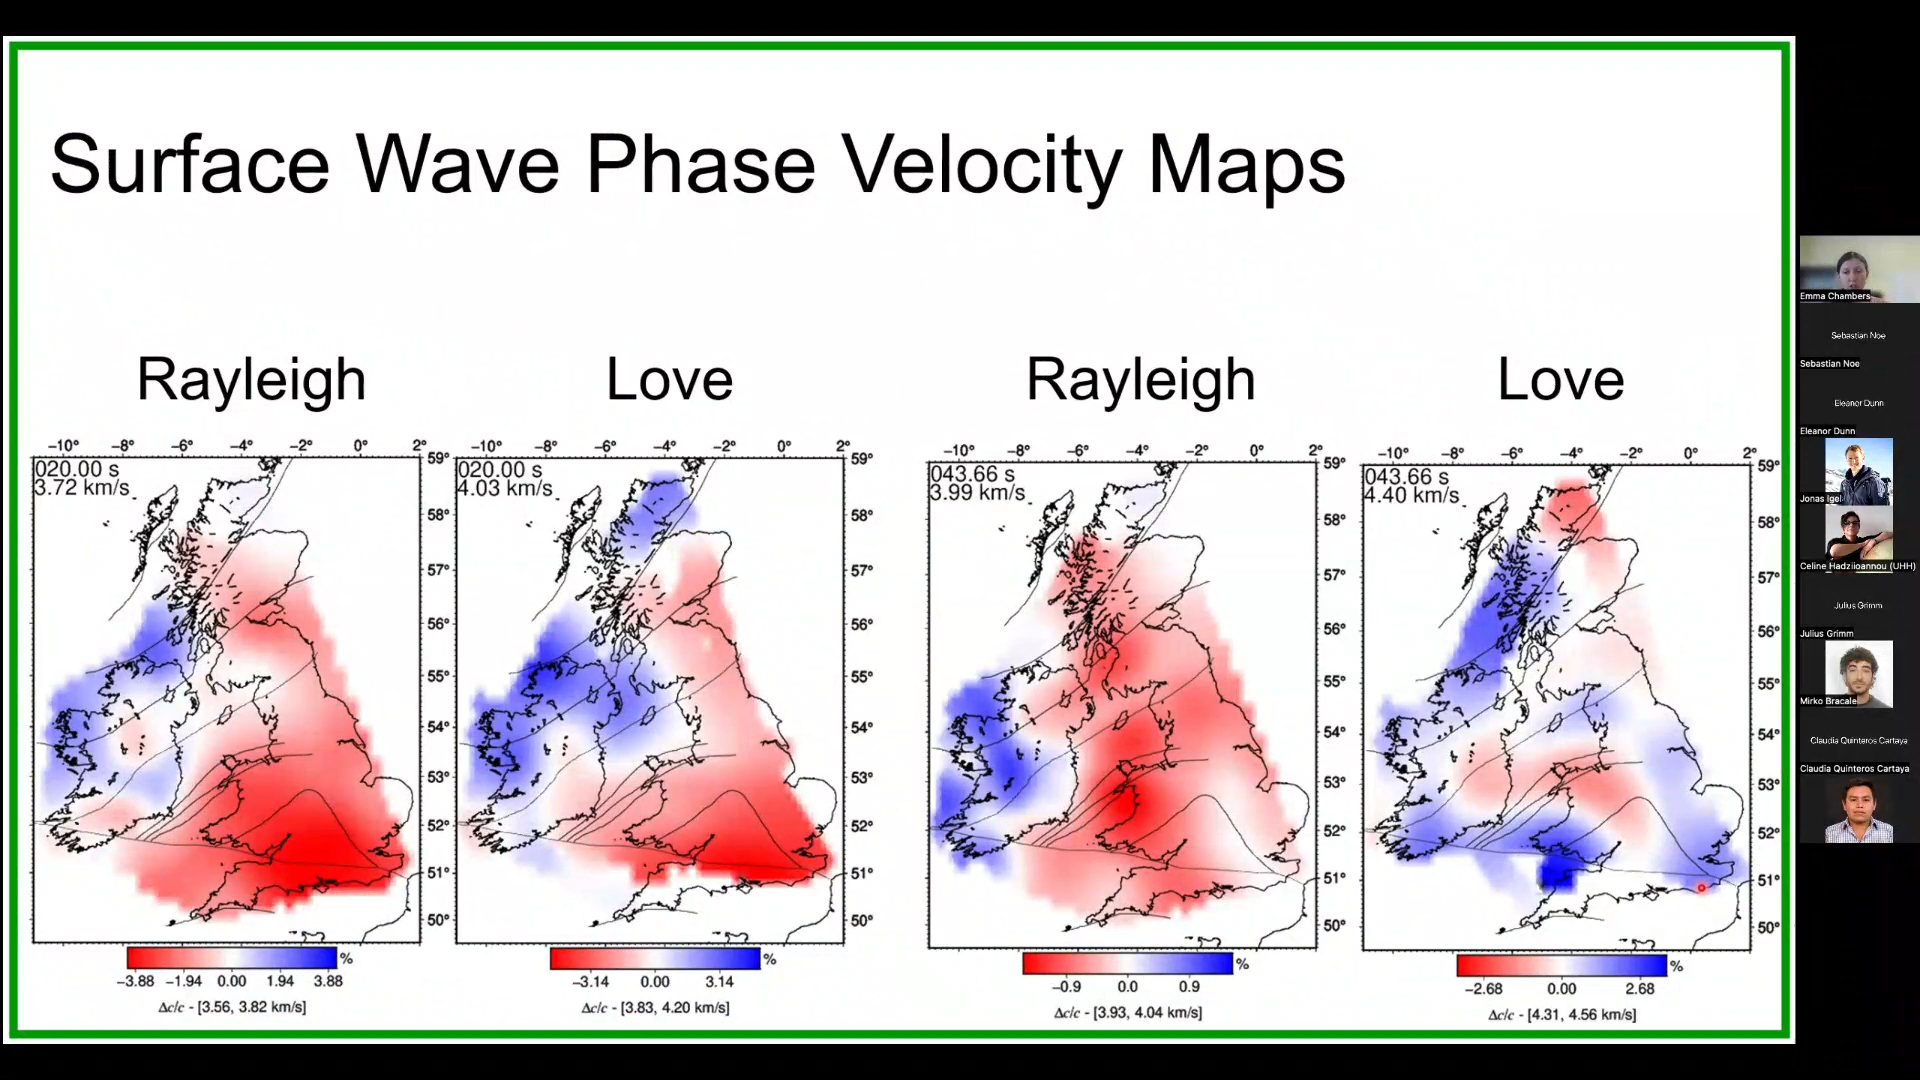 Surface Wave Phase Velocity Maps
Rayleigh
Love
Rayleigh
Love
−10° −8° −6° −4° −2° 0° 2°
020.00 s
3.72 km/s
59°
58°
57°
56°
55°
54°
53°
52°
51°
50°
−3.88 −1.94 0.00 1.94 3.88 %
Δc/c - [3.56, 3.82 km/s]
−10° −8° −6° −4° −2° 0° 2°
020.00 s
4.03 km/s
59°
58°
57°
56°
55°
54°
53°
52°
51°
50°
−3.14 0.00 3.14 %
Δc/c - [3.83, 4.20 km/s]
−10° −8° −6° −4° −2° 0° 2°
043.66 s
3.99 km/s
59°
58°
57°
56°
55°
54°
53°
52°
51°
50°
−0.9 0.0 0.9 %
Δc/c - [3.93, 4.04 km/s]
−10° −8° −6° −4° −2° 0° 2°
043.66 s
4.40 km/s
59°
58°
57°
56°
55°
54°
53°
52°
51°
50°
−2.68 0.00 2.68 %
Δc/c - [4.31, 4.56 km/s]
Emma Chambers
Sebastian Noe
Sebastian Noe
Eleanor Dunn
Eleanor Dunn
Jonas Igel
Celine Hadziioannou (UHH)
Julius Grimm
Julius Grimm
Mirko Bracale
Claudia Quinteros Cartaya
Claudia Quinteros Cartaya